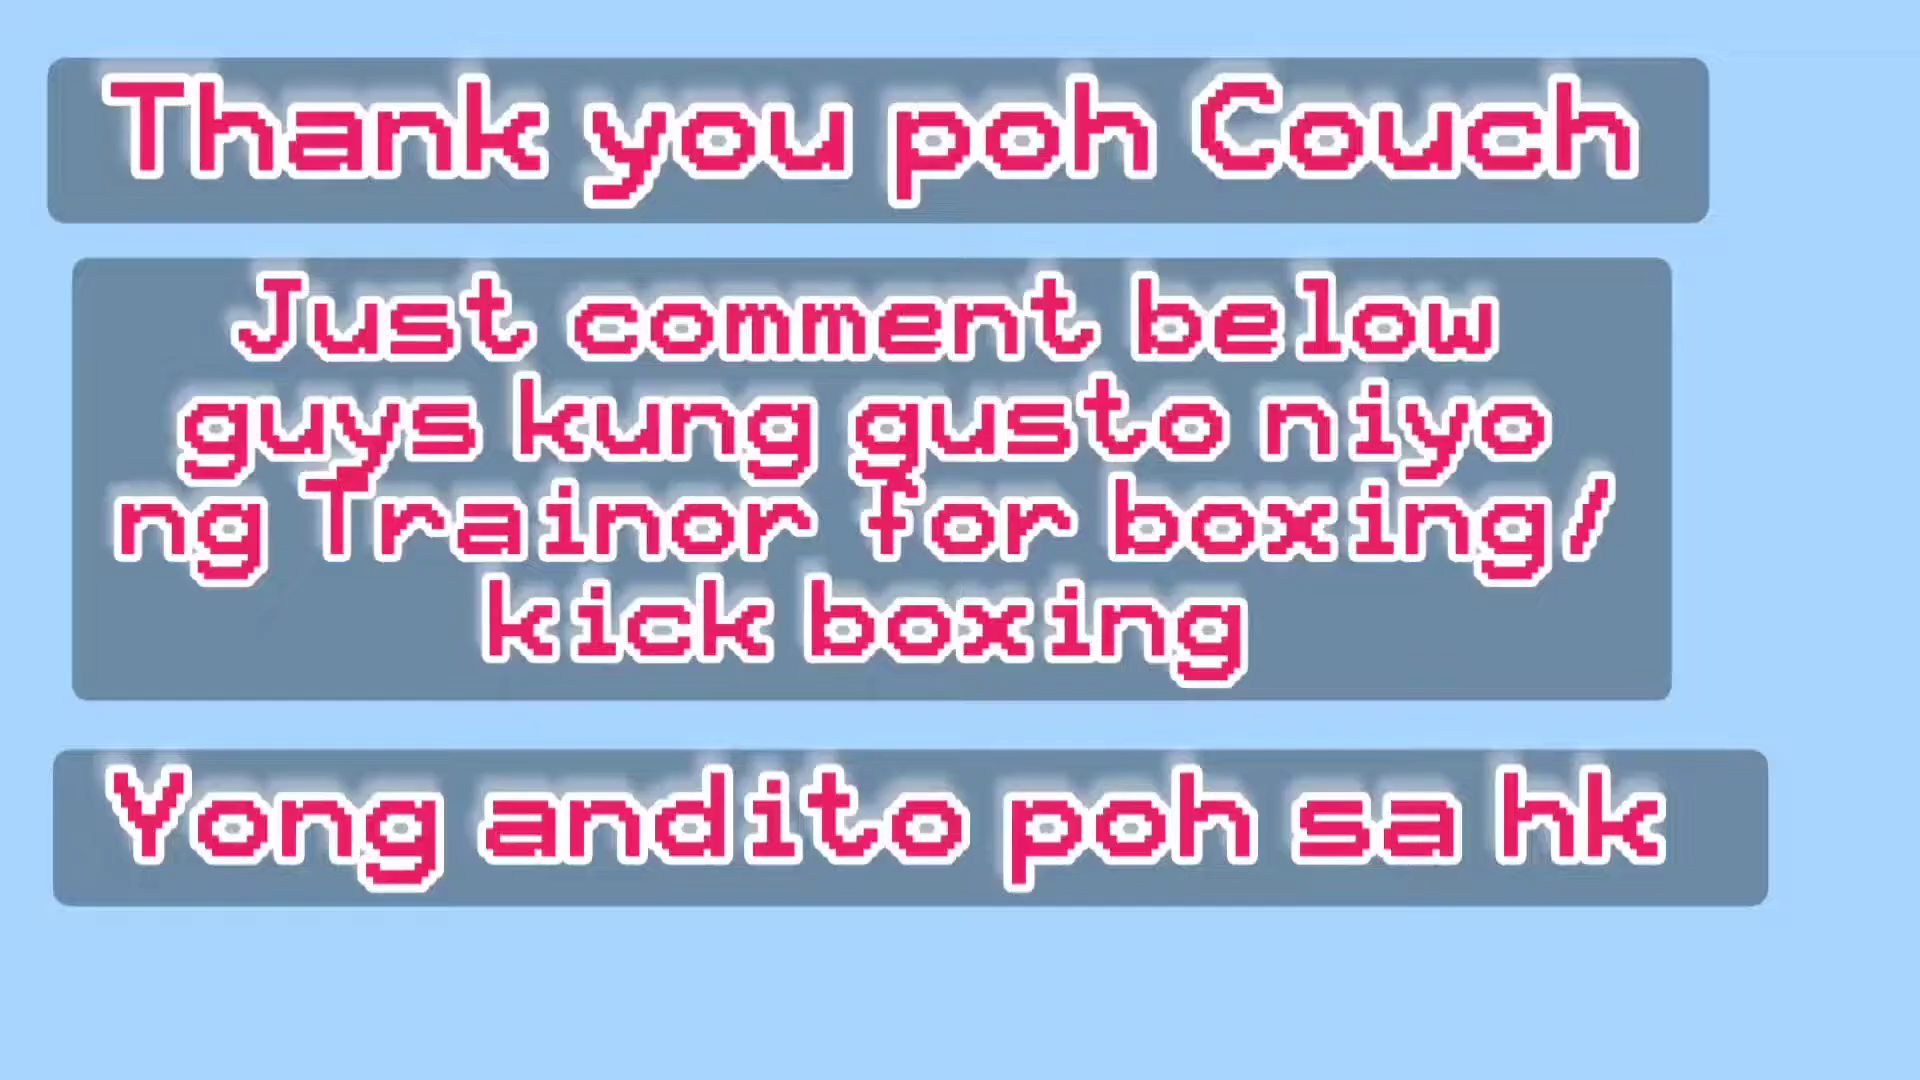 Thank you poh Couch
Just comment below
guys kung gusto niyo
ng Trainor for boxing/
kick boxing
Yong andito poh sa hk